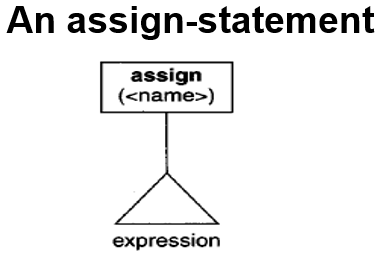 An assign-statement
assign
(<name>)
expression